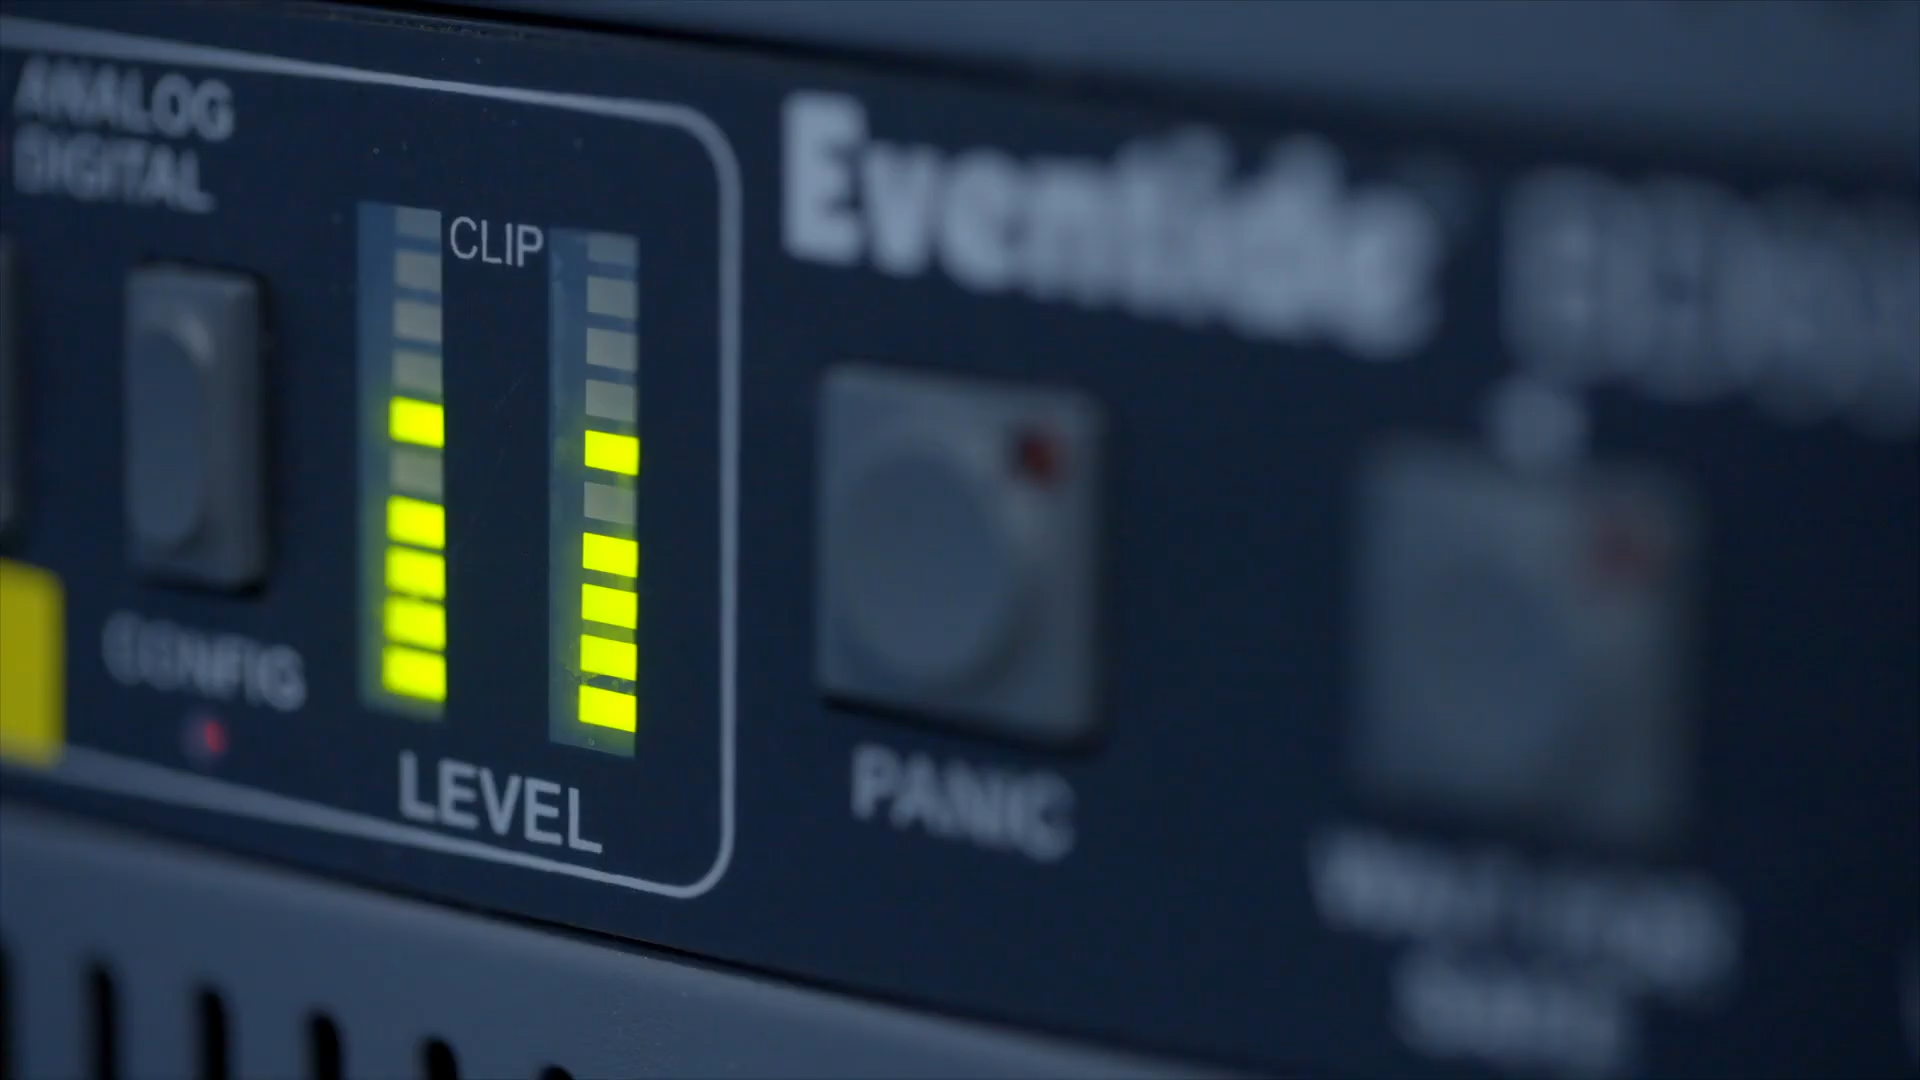 ANALOG
DIGITAL
CLIP
Eventide
CONFIG
LEVEL
PANIC